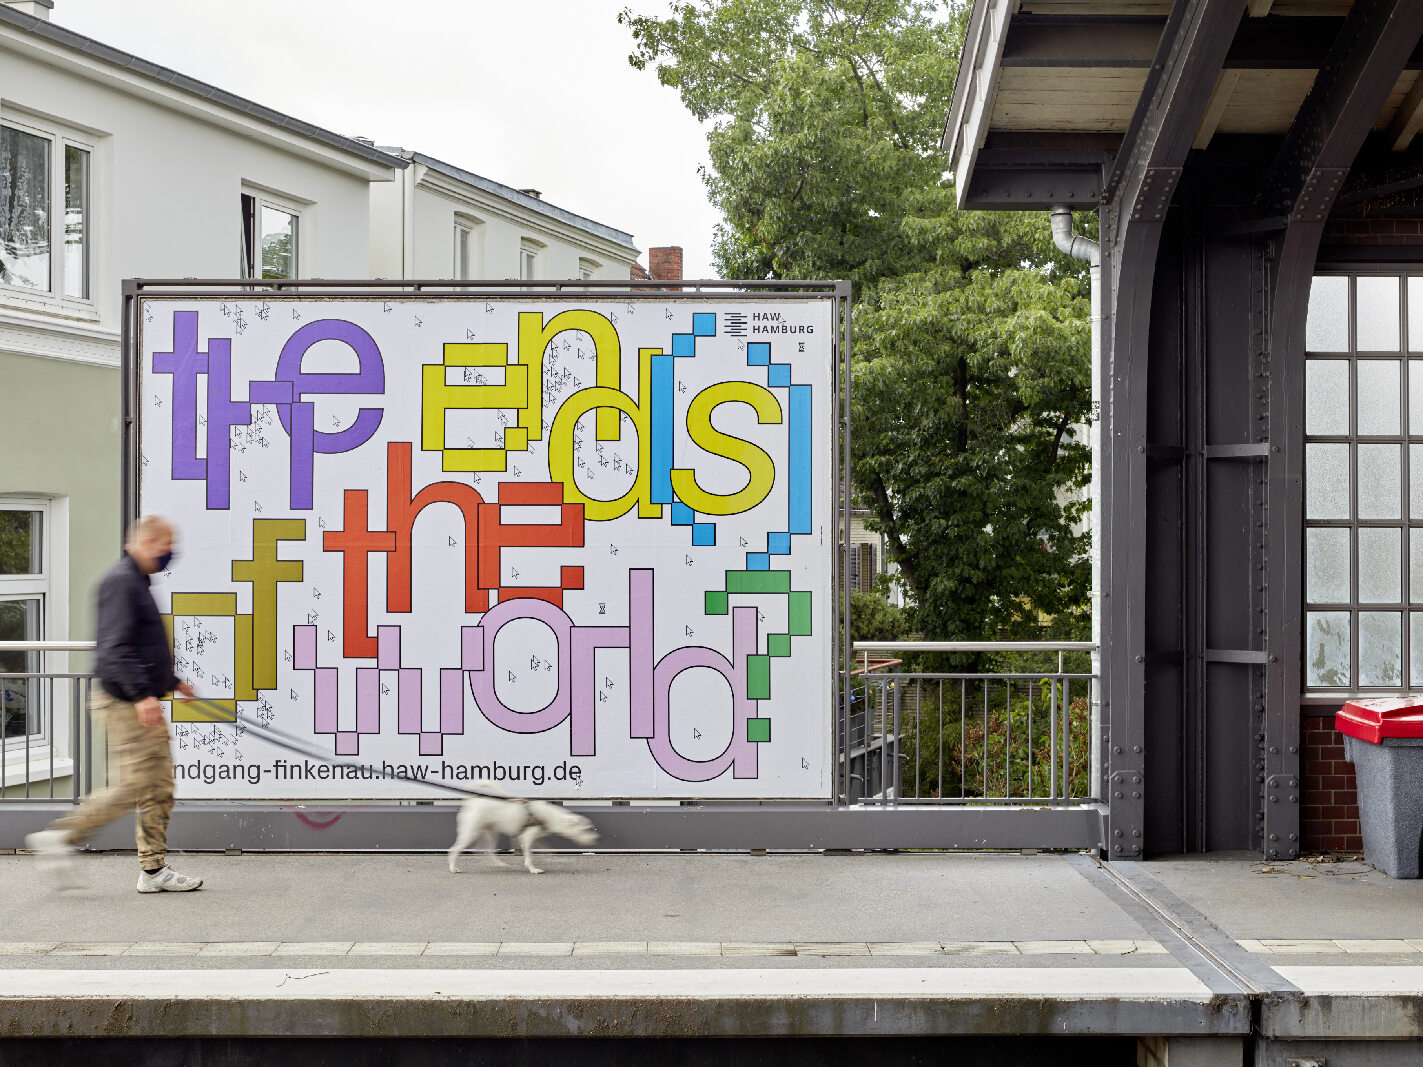 HAW
HAMBURG
the end(s)
of the
world?
ndgang-finkenau.haw-hamburg.de